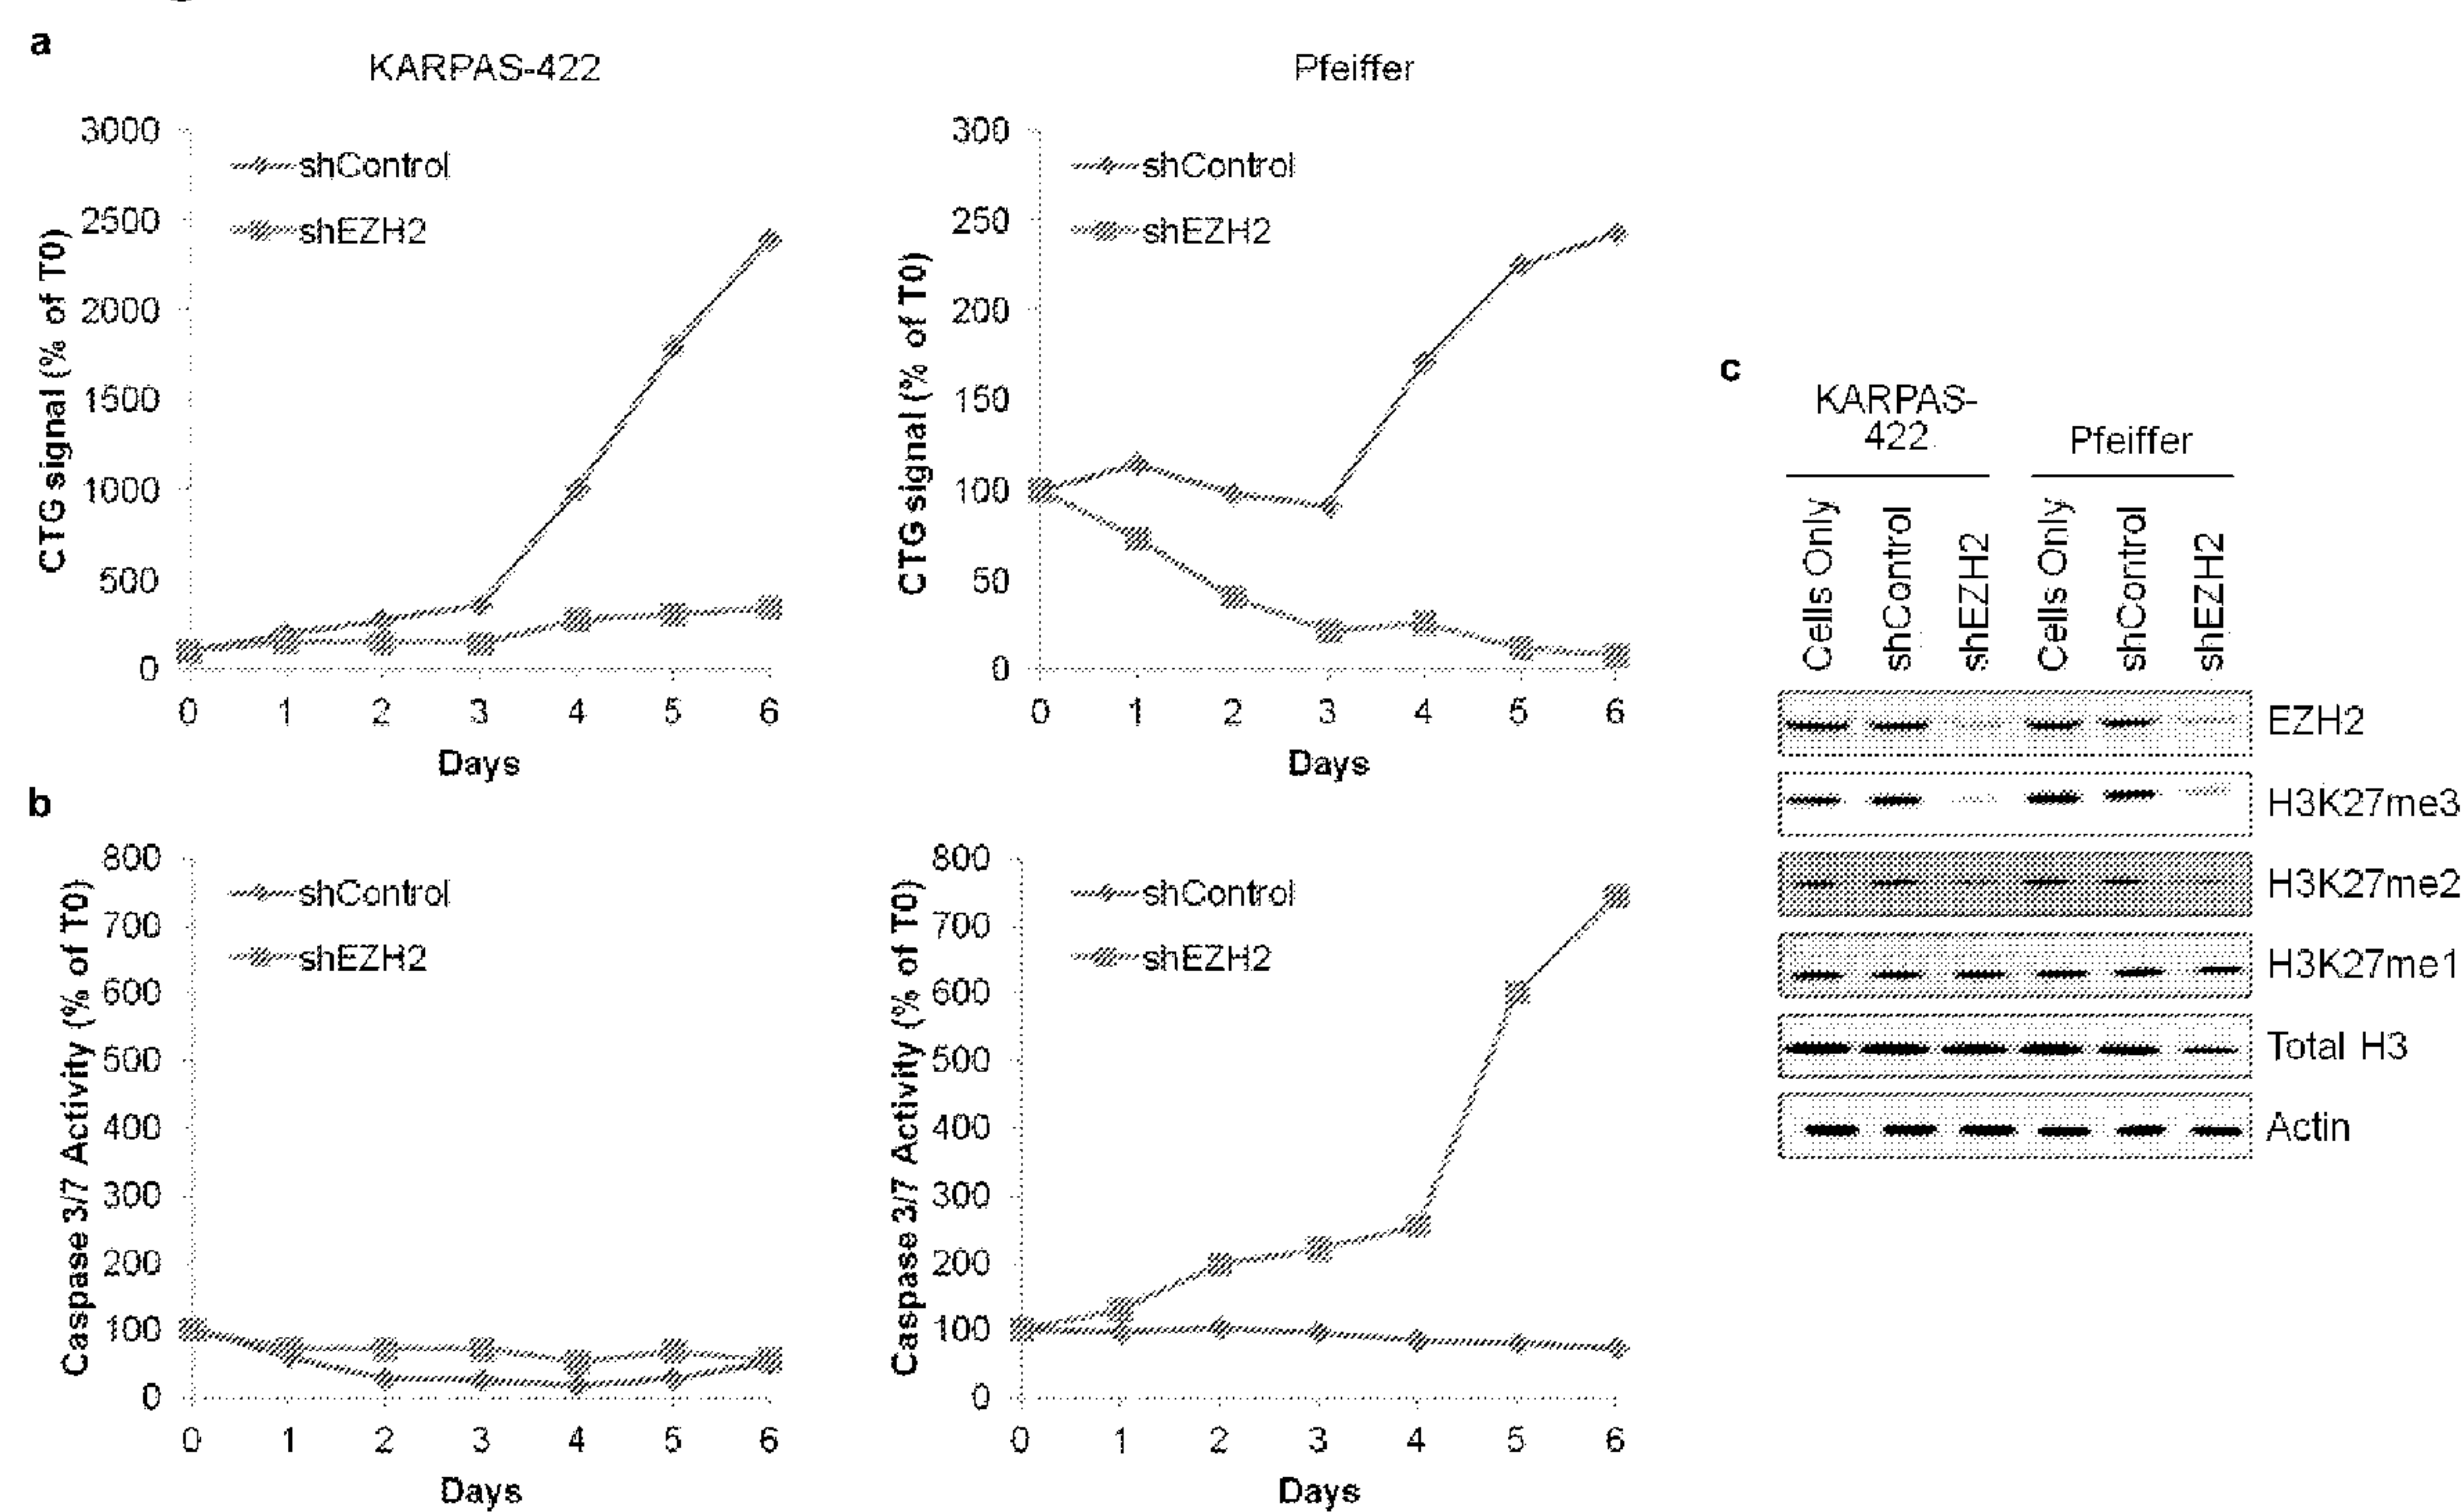 a
KARPAS-422
3000
2500
2000
1500
1000
500
0
CTG signal (% of T0)
shControl
shEZH2
0 1 2 3 4 5 6
Days
Pfeiffer
300
250
200
150
100
50
0
CTG signal (% of T0)
shControl
shEZH2
0 1 2 3 4 5 6
Days
b
800
700
600
500
400
300
200
100
0
Caspase 3/7 Activity (% of T0)
shControl
shEZH2
0 1 2 3 4 5 6
Days
800
700
600
500
400
300
200
100
0
Caspase 3/7 Activity (% of T0)
shControl
shEZH2
0 1 2 3 4 5 6
Days
c
KARPAS-
422
Pfeiffer
Cells Only
shControl
shEZH2
Cells Only
shControl
shEZH2
EZH2
H3K27me3
H3K27me2
H3K27me1
Total H3
Actin